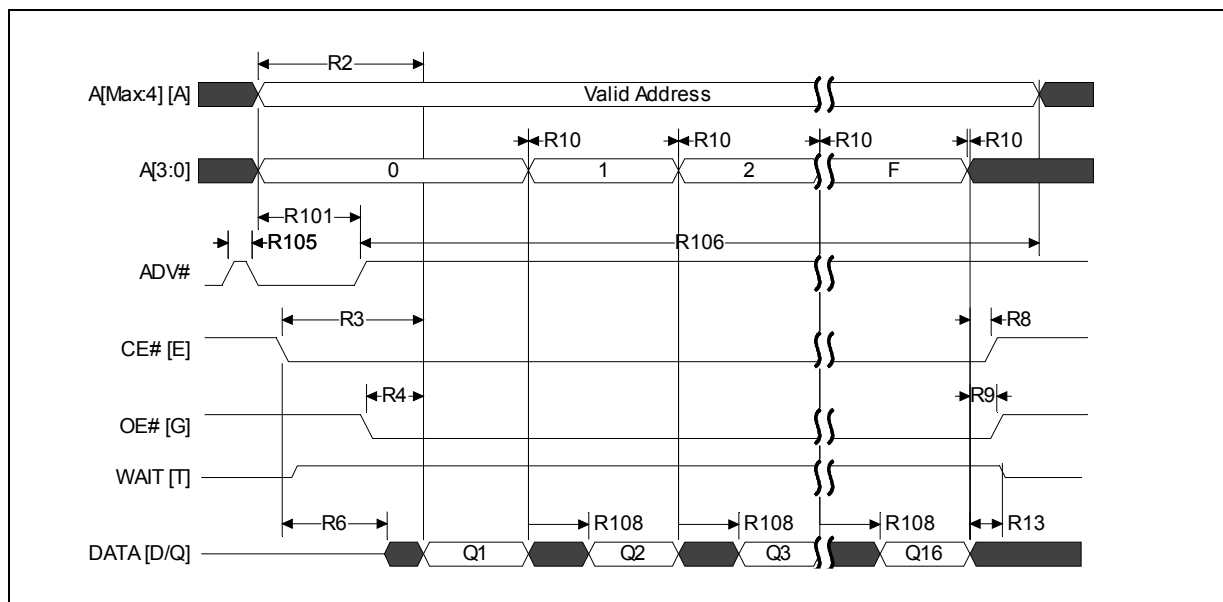 R2
A[Max:4] [A]
Valid Address
R10 R10 R10 R10
A[3:0]
0 1 2 F
R101
R105
R106
ADV#
R3
R8
CE# [E]
R4
R9
OE# [G]
WAIT [T]
R6
R108 R108 R108 R13
DATA [D/Q]
Q1 Q2 Q3 Q16